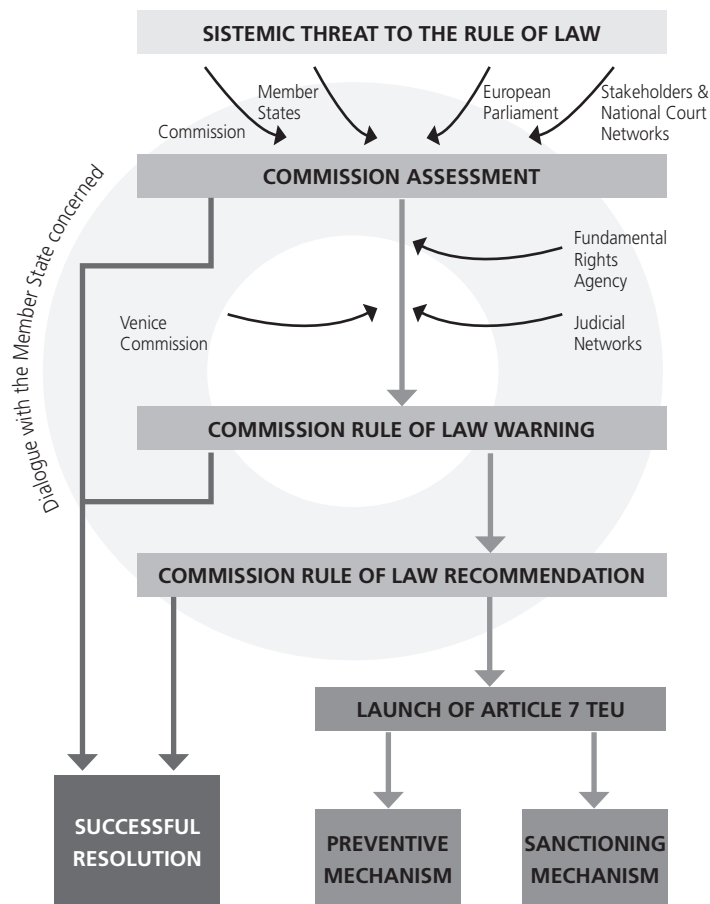 SISTEMIC THREAT TO THE RULE OF LAW
Commission
Member
States
European
Parliament
Stakeholders &
National Court
Networks
COMMISSION ASSESSMENT
Dialogue with the Member State concerned
Fundamental
Rights
Agency
Venice
Commission
Judicial
Networks
COMMISSION RULE OF LAW WARNING
COMMISSION RULE OF LAW RECOMMENDATION
LAUNCH OF ARTICLE 7 TEU
SUCCESSFUL
RESOLUTION
PREVENTIVE
MECHANISM
SANCTIONING
MECHANISM